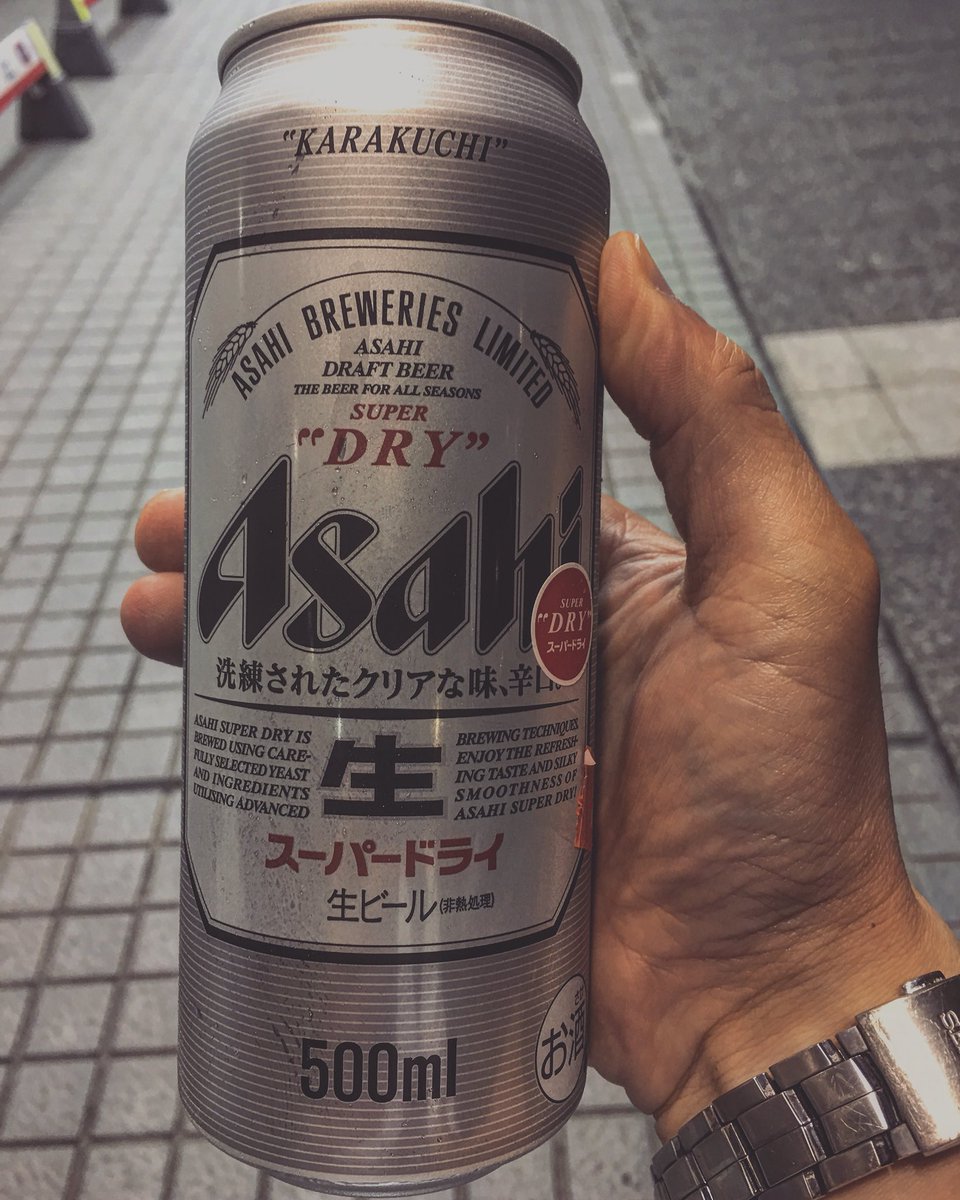 "KARAKUCHI"
ASAHI BREWERIES LIMITED
ASAHI
DRAFT BEER
THE BEER FOR ALL SEASONS
SUPER
"DRY"
Asahi
SUPER
"DRY"
スーパードライ
洗練されたクリアな味、辛口。
ASAHI SUPER DRY IS
BREWED USING CARE-
FULLY SELECTED YEAST
AND INGREDIENTS
UTILISING ADVANCED
BREWING TECHNIQUES.
ENJOY THE REFRESH-
ING TASTE AND SILKY
SMOOTHNESS OF
ASAHI SUPER DRY!
生
スーパードライ
生ビール(非熱処理)
500ml
お酒